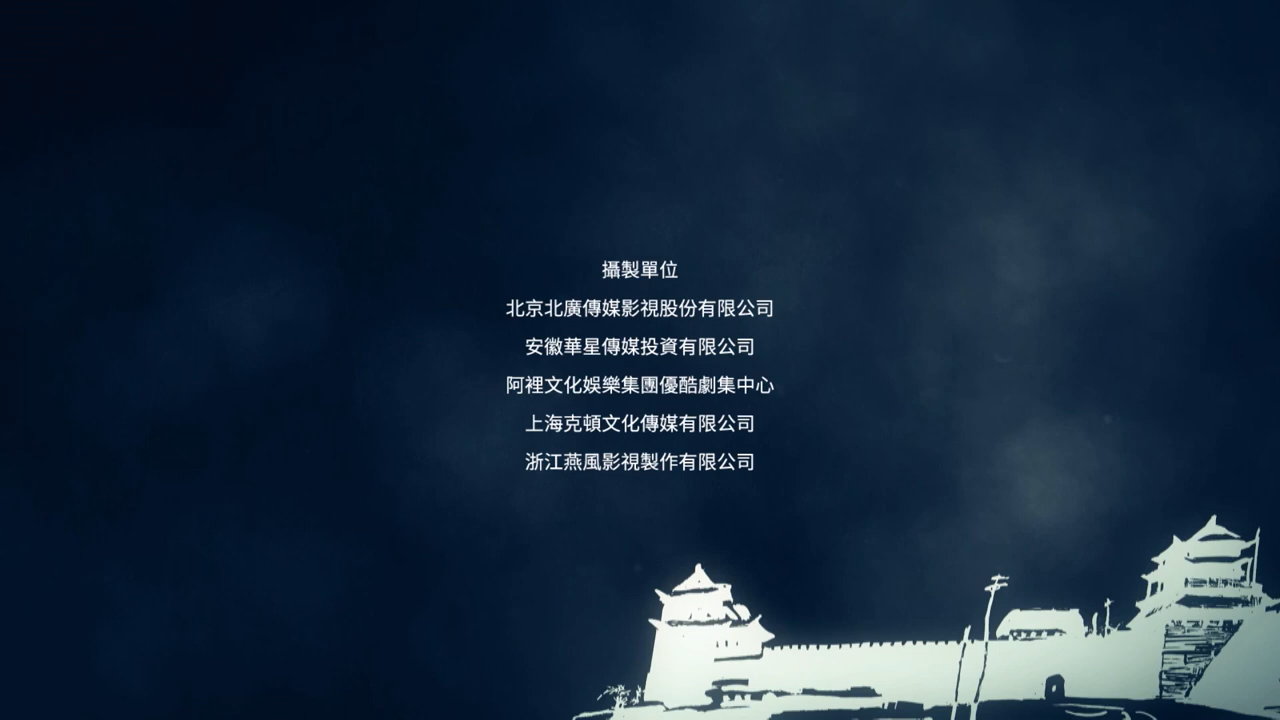 攝製單位
北京北廣傳媒影視股份有限公司
安徽華星傳媒投資有限公司
阿裡文化娛樂集團優酷劇集中心
上海克頓文化傳媒有限公司
浙江燕風影視製作有限公司